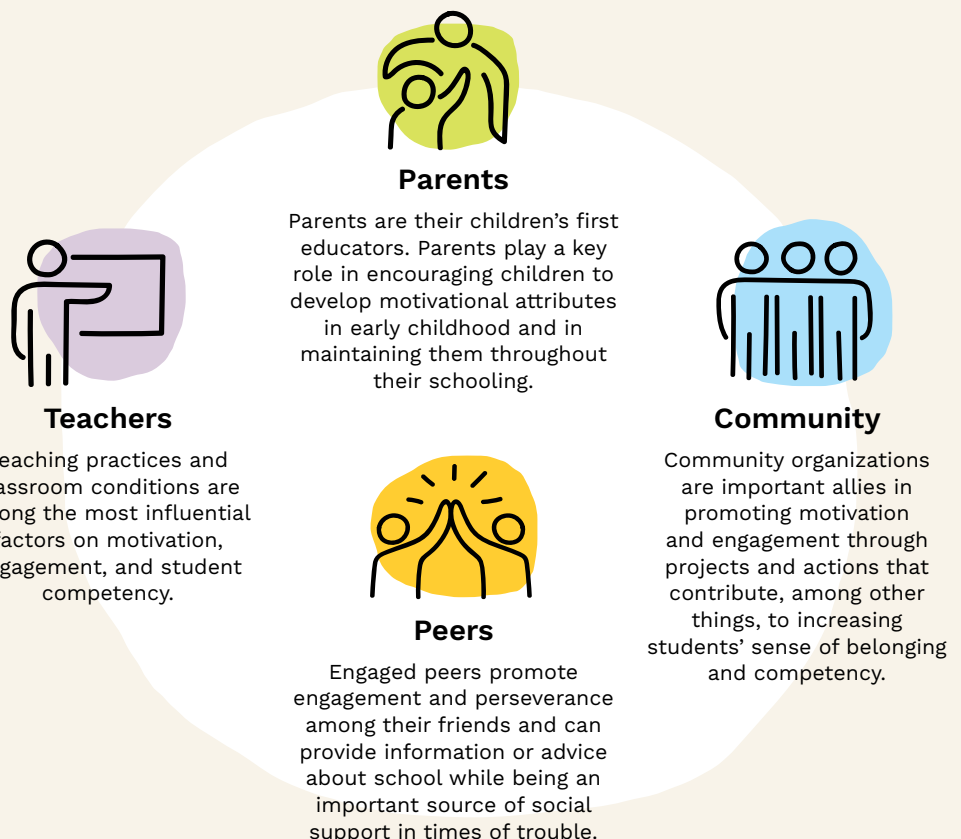 Parents
Parents are their children’s first
educators. Parents play a key
role in encouraging children to
develop motivational attributes
in early childhood and in
maintaining them throughout
their schooling.
Teachers
eaching practices and
assroom conditions are
ong the most influential
factors on motivation,
gagement, and student
competency.
Community
Community organizations
are important allies in
promoting motivation
and engagement through
projects and actions that
contribute, among other
things, to increasing
students’ sense of belonging
and competency.
Peers
Engaged peers promote
engagement and perseverance
among their friends and can
provide information or advice
about school while being an
important source of social
support in times of trouble.